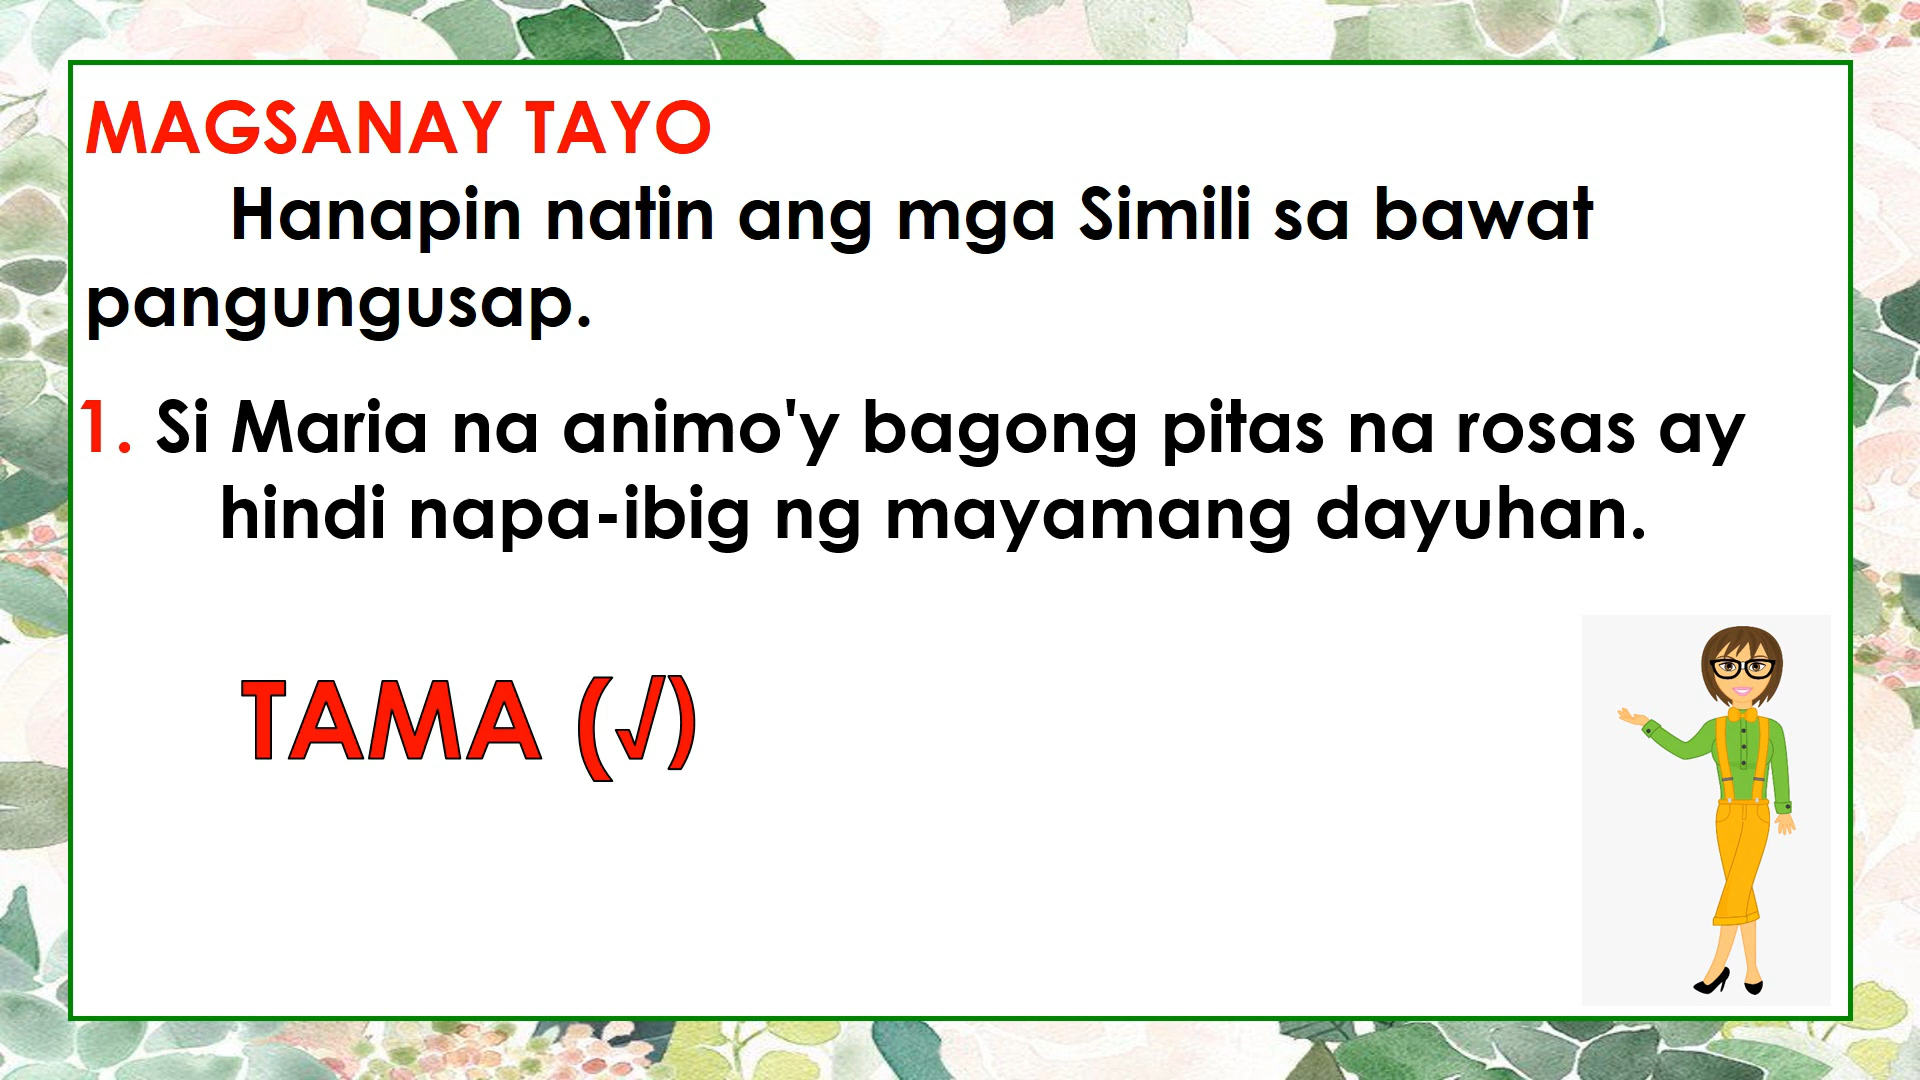 MAGSANAY TAYO
Hanapin natin ang mga Simili sa bawat
pangungusap.
1. Si Maria na animo'y bagong pitas na rosas ay
hindi napa-ibig ng mayamang dayuhan.
TAMA (√)